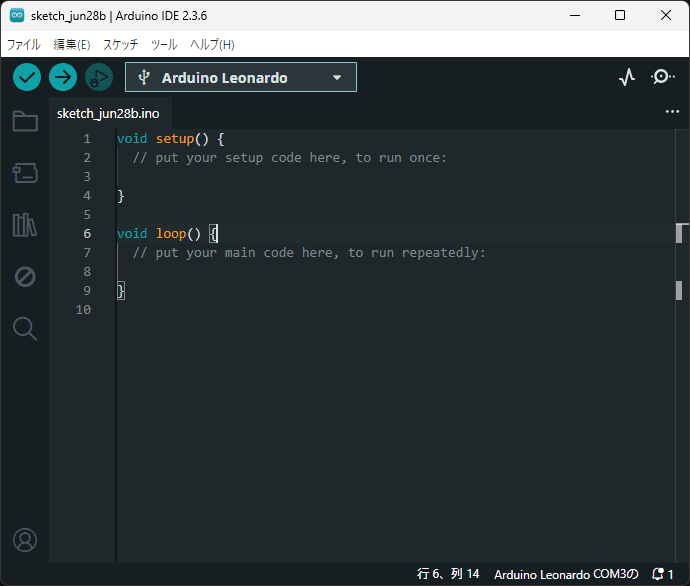 sketch_jun28b | Arduino IDE 2.3.6
ファイル 編集(E) スケッチ ツール ヘルプ(H)
Arduino Leonardo
sketch_jun28b.ino
1 void setup() {
2 // put your setup code here, to run once:
3
4 }
5
6 void loop() {
7 // put your main code here, to run repeatedly:
8
9 }
10
行 6、列 14 Arduino Leonardo COM3の 1